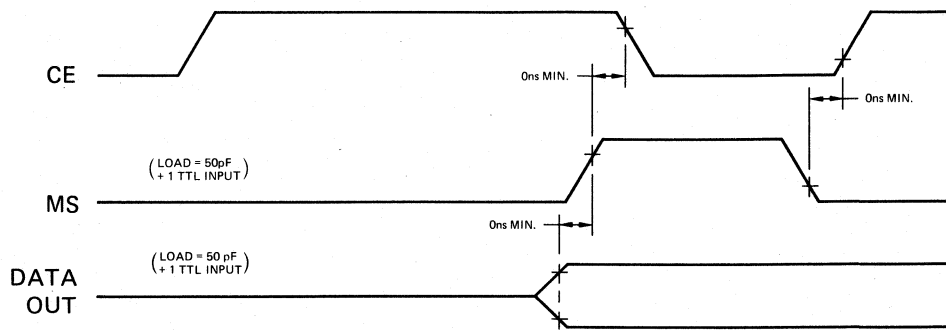 CE
0ns MIN.
0ns MIN.
(LOAD = 50pF
+ 1 TTL INPUT)
MS
0ns MIN.
(LOAD = 50 pF
+ 1 TTL INPUT)
DATA
OUT